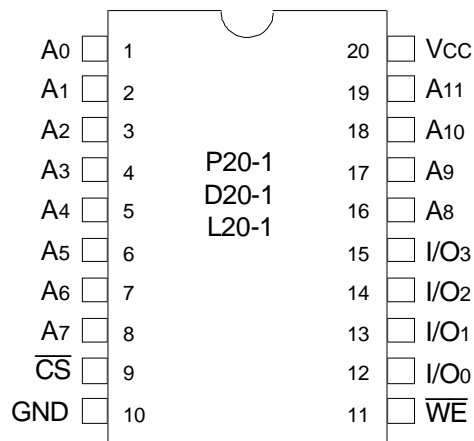 A0 1 20 VCC
A1 2 19 A11
A2 3 18 A10
A3 4 P20-1 17 A9
A4 5 D20-1 16 A8
A5 6 L20-1 15 I/O3
A6 7 14 I/O2
A7 8 13 I/O1
C̅S̅ 9 12 I/O0
GND 10 11 W̅E̅